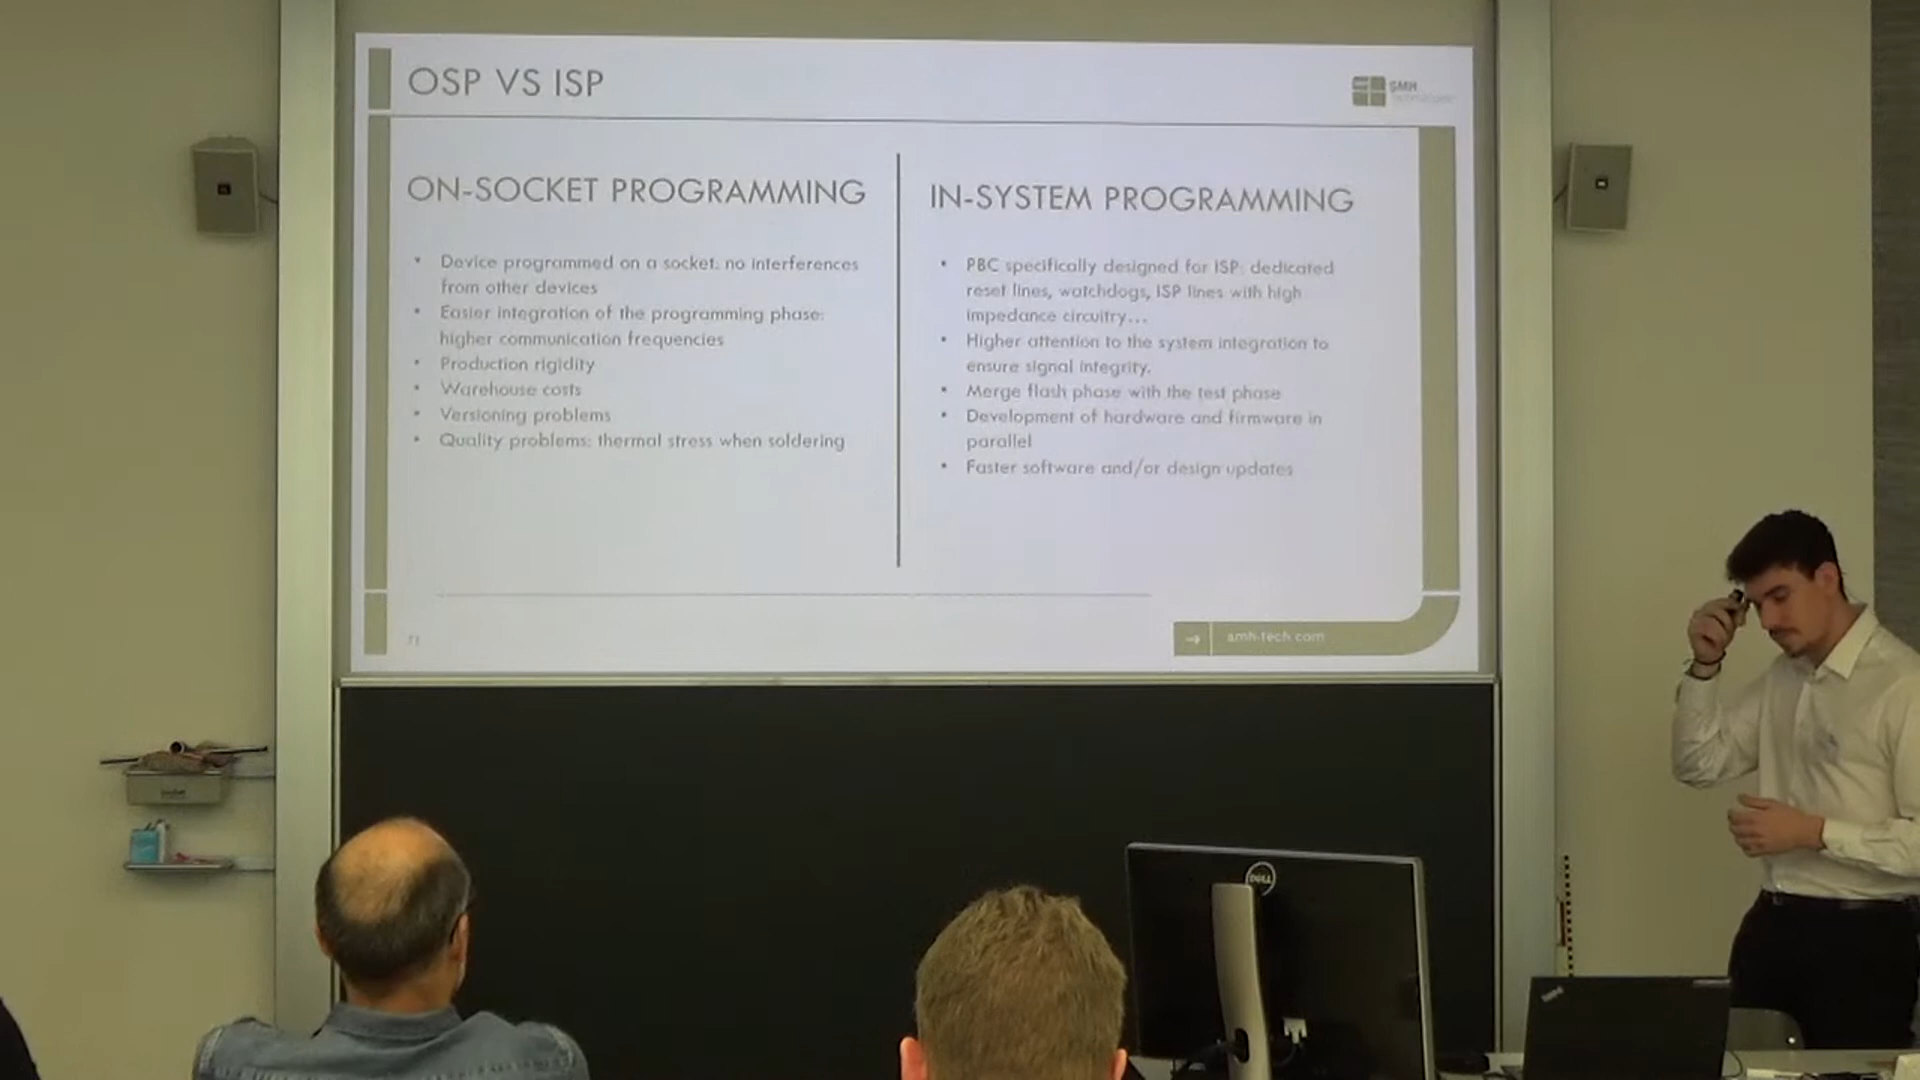 OSP VS ISP
SMH
ON-SOCKET PROGRAMMING
• Device programmed on a socket: no interferences
from other devices
• Easier integration of the programming phase:
higher communication frequencies
• Production rigidity
• Warehouse costs
• Versioning problems
• Quality problems: thermal stress when soldering
IN-SYSTEM PROGRAMMING
• PBC specifically designed for ISP: dedicated
reset lines, watchdogs, ISP lines with high
impedance circuitry...
• Higher attention to the system integration to
ensure signal integrity.
• Merge flash phase with the test phase
• Development of hardware and firmware in
parallel
• Faster software and/or design updates
→ smh-tech.com
DELL